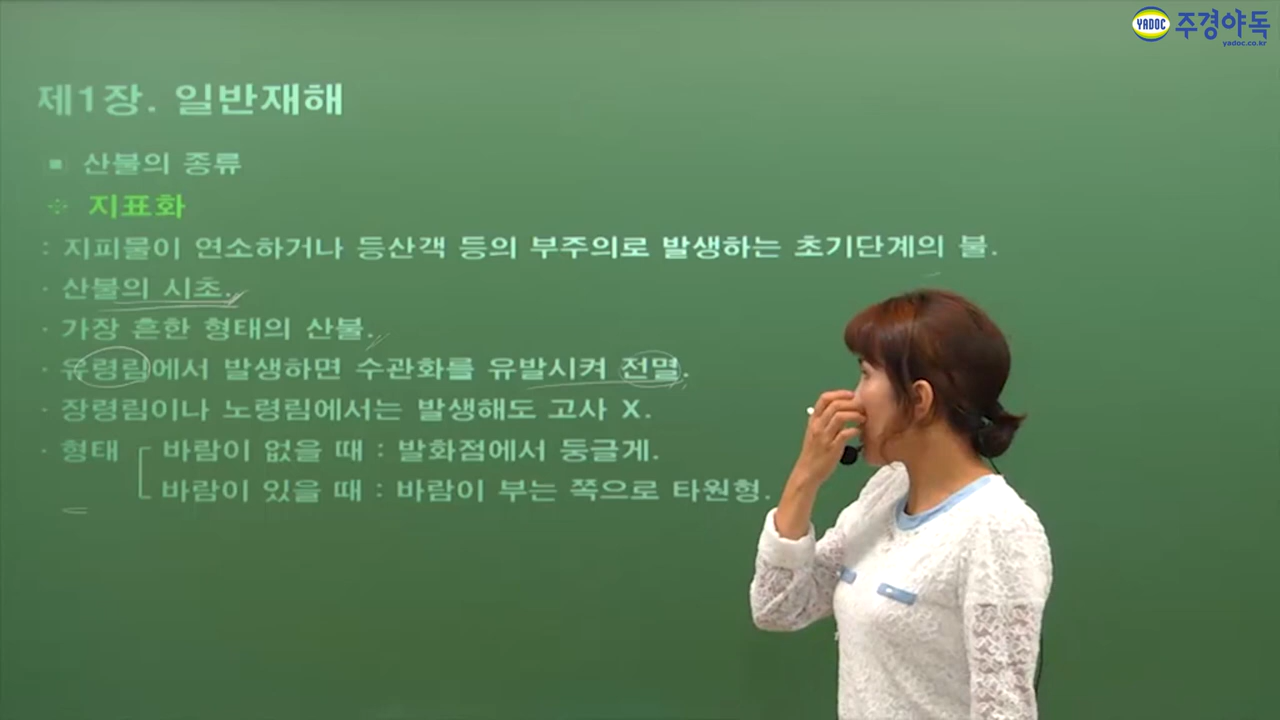 YADOC 주경야독
yadoc.co.kr
제1장. 일반재해
▪ 산불의 종류
※ 지표화
: 지피물이 연소하거나 등산객 등의 부주의로 발생하는 초기단계의 불.
· 산불의 시초.
· 가장 흔한 형태의 산불.
· 유령림에서 발생하면 수관화를 유발시켜 전멸.
· 장령림이나 노령림에서는 발생해도 고사 X.
· 형태 바람이 없을 때 : 발화점에서 둥글게.
바람이 있을 때 : 바람이 부는 쪽으로 타원형.